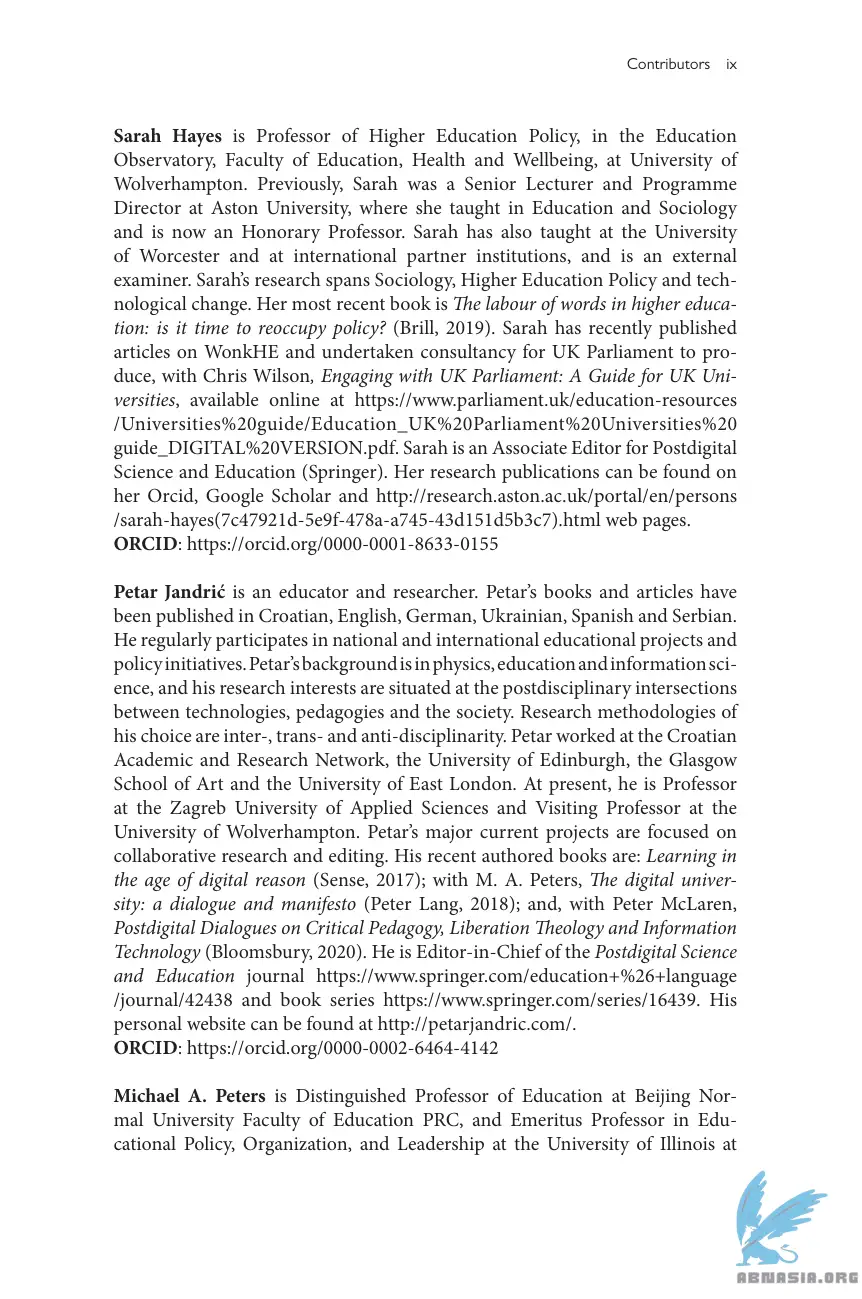 Contributors ix
Sarah Hayes is Professor of Higher Education Policy, in the Education
Observatory, Faculty of Education, Health and Wellbeing, at University of
Wolverhampton. Previously, Sarah was a Senior Lecturer and Programme
Director at Aston University, where she taught in Education and Sociology
and is now an Honorary Professor. Sarah has also taught at the University
of Worcester and at international partner institutions, and is an external
examiner. Sarah’s research spans Sociology, Higher Education Policy and tech-
nological change. Her most recent book is The labour of words in higher educa-
tion: is it time to reoccupy policy? (Brill, 2019). Sarah has recently published
articles on WonkHE and undertaken consultancy for UK Parliament to pro-
duce, with Chris Wilson, Engaging with UK Parliament: A Guide for UK Uni-
versities, available online at https://www.parliament.uk/education-resources
/Universities%20guide/Education_UK%20Parliament%20Universities%20
guide_DIGITAL%20VERSION.pdf. Sarah is an Associate Editor for Postdigital
Science and Education (Springer). Her research publications can be found on
her Orcid, Google Scholar and http://research.aston.ac.uk/portal/en/persons
/sarah-hayes(7c47921d-5e9f-478a-a745-43d151d5b3c7).html web pages.
ORCID: https://orcid.org/0000-0001-8633-0155
Petar Jandrić is an educator and researcher. Petar’s books and articles have
been published in Croatian, English, German, Ukrainian, Spanish and Serbian.
He regularly participates in national and international educational projects and
policy initiatives. Petar’s background is in physics, education and information sci-
ence, and his research interests are situated at the postdisciplinary intersections
between technologies, pedagogies and the society. Research methodologies of
his choice are inter-, trans- and anti-disciplinarity. Petar worked at the Croatian
Academic and Research Network, the University of Edinburgh, the Glasgow
School of Art and the University of East London. At present, he is Professor
at the Zagreb University of Applied Sciences and Visiting Professor at the
University of Wolverhampton. Petar’s major current projects are focused on
collaborative research and editing. His recent authored books are: Learning in
the age of digital reason (Sense, 2017); with M. A. Peters, The digital univer-
sity: a dialogue and manifesto (Peter Lang, 2018); and, with Peter McLaren,
Postdigital Dialogues on Critical Pedagogy, Liberation Theology and Information
Technology (Bloomsbury, 2020). He is Editor-in-Chief of the Postdigital Science
and Education journal https://www.springer.com/education+%26+language
/journal/42438 and book series https://www.springer.com/series/16439. His
personal website can be found at http://petarjandric.com/.
ORCID: https://orcid.org/0000-0002-6464-4142
Michael A. Peters is Distinguished Professor of Education at Beijing Nor-
mal University Faculty of Education PRC, and Emeritus Professor in Edu-
cational Policy, Organization, and Leadership at the University of Illinois at
ABNASIA.ORG